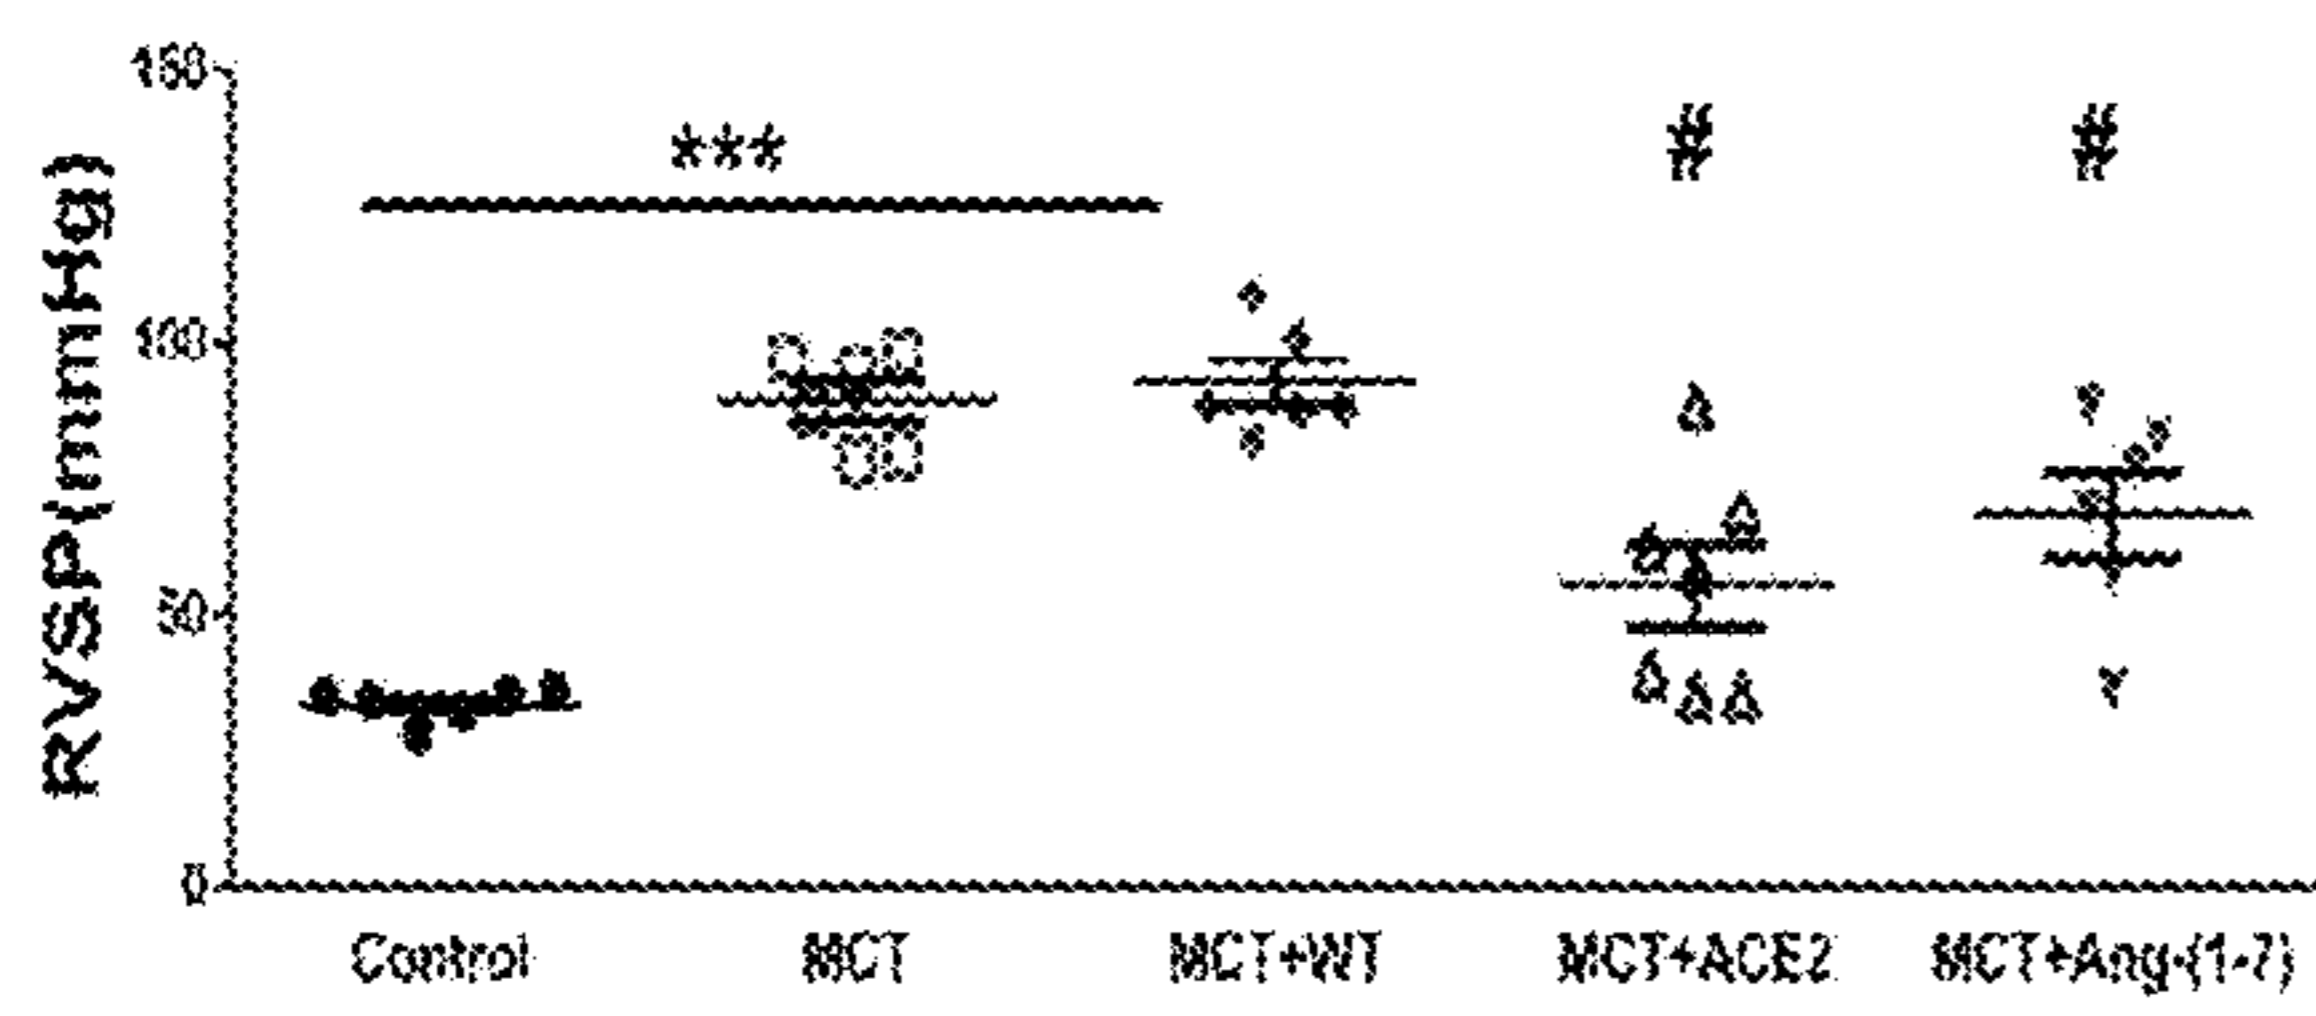 RVSP(mmHg)
150
100
50
0
***
#
#
Control
MCT
MCT+WT
MCT+ACE2
MCT+Ang-(1-7)